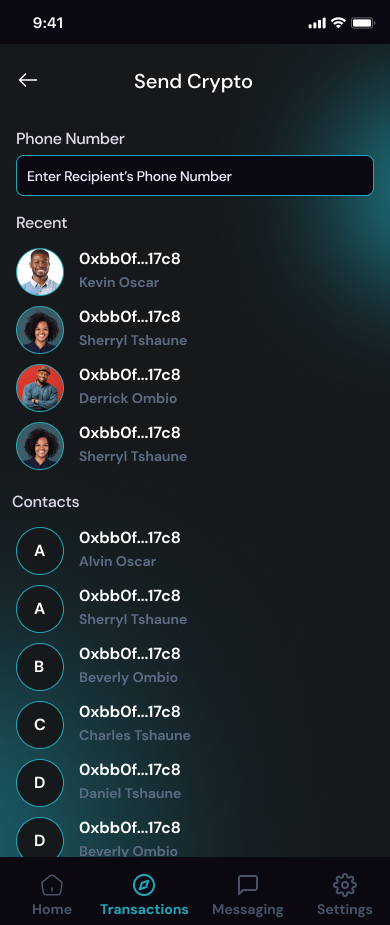 9:41
Send Crypto
Phone Number
Enter Recipient's Phone Number
Recent
0xbb0f...17c8
Kevin Oscar
0xbb0f...17c8
Sherryl Tshaune
0xbb0f...17c8
Derrick Ombio
0xbb0f...17c8
Sherryl Tshaune
Contacts
A
0xbb0f...17c8
Alvin Oscar
A
0xbb0f...17c8
Sherryl Tshaune
B
0xbb0f...17c8
Beverly Ombio
C
0xbb0f...17c8
Charles Tshaune
D
0xbb0f...17c8
Daniel Tshaune
D
0xbb0f...17c8
Beverly Ombio
Home Transactions Messaging Settings